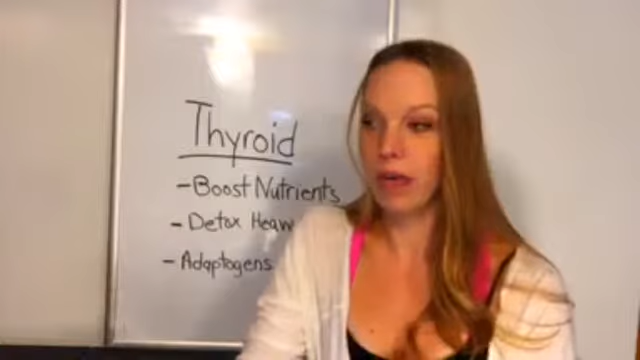 Thyroid
- Boost Nutrients
- Detox
- Adaptogens